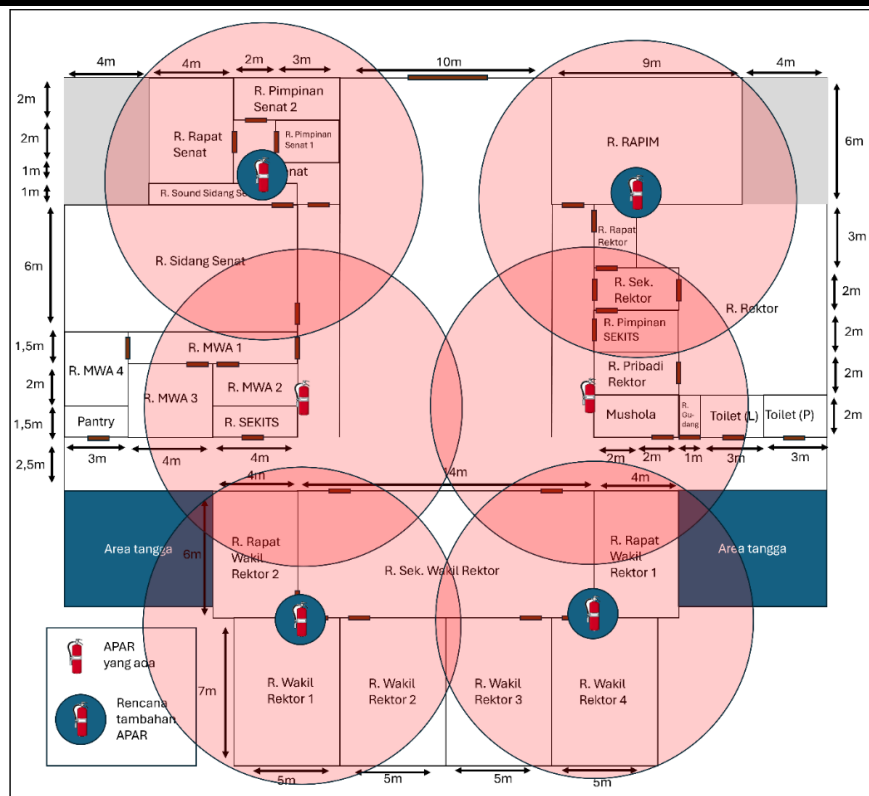 4m
4m
2m
3m
10m
9m
4m
2m
2m
1m
1m
6m
1,5m
2m
1,5m
2,5m
R. Pimpinan
Senat 2
R. Rapat
Senat
R. Pimpinan
Senat 1
enat
R. Sound Sidang Se
R. Sidang Senat
R. MWA 1
R. MWA 4
R. MWA 3
R. MWA 2
Pantry
R. SEKITS
3m
4m
4m
R. RAPIM
6m
R. Rapat
Rektor
3m
R. Sek.
Rektor
2m
R. Rektor
R. Pimpinan
SEKITS
2m
R. Pribadi
Rektor
2m
Mushola
R.
Gu-
dang
Toilet (L)
Toilet (P)
2m
2m
2m
1m
3m
3m
4m
14m
4m
Area tangga
6m
R. Rapat
Wakil
Rektor 2
R. Sek. Wakil Rektor
R. Rapat
Wakil
Rektor 1
Area tangga
7m
R. Wakil
Rektor 1
R. Wakil
Rektor 2
R. Wakil
Rektor 3
R. Wakil
Rektor 4
5m
5m
5m
5m
APAR
yang ada
Rencana
tambahan
APAR